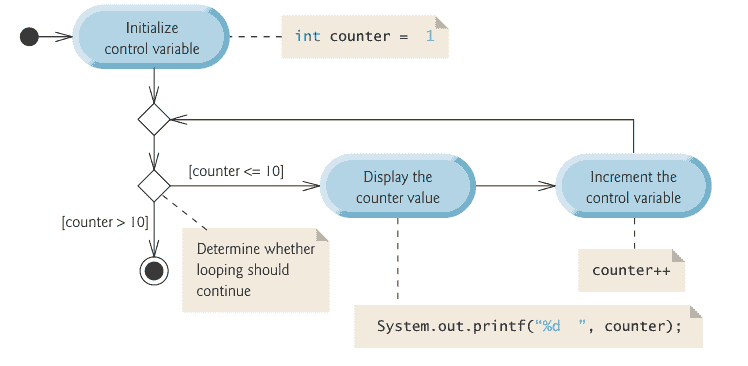 Initialize
control variable
int counter = 1
[counter <= 10]
Display the
counter value
Increment the
control variable
[counter > 10]
Determine whether
looping should
continue
counter++
System.out.printf(“%d  ”, counter);